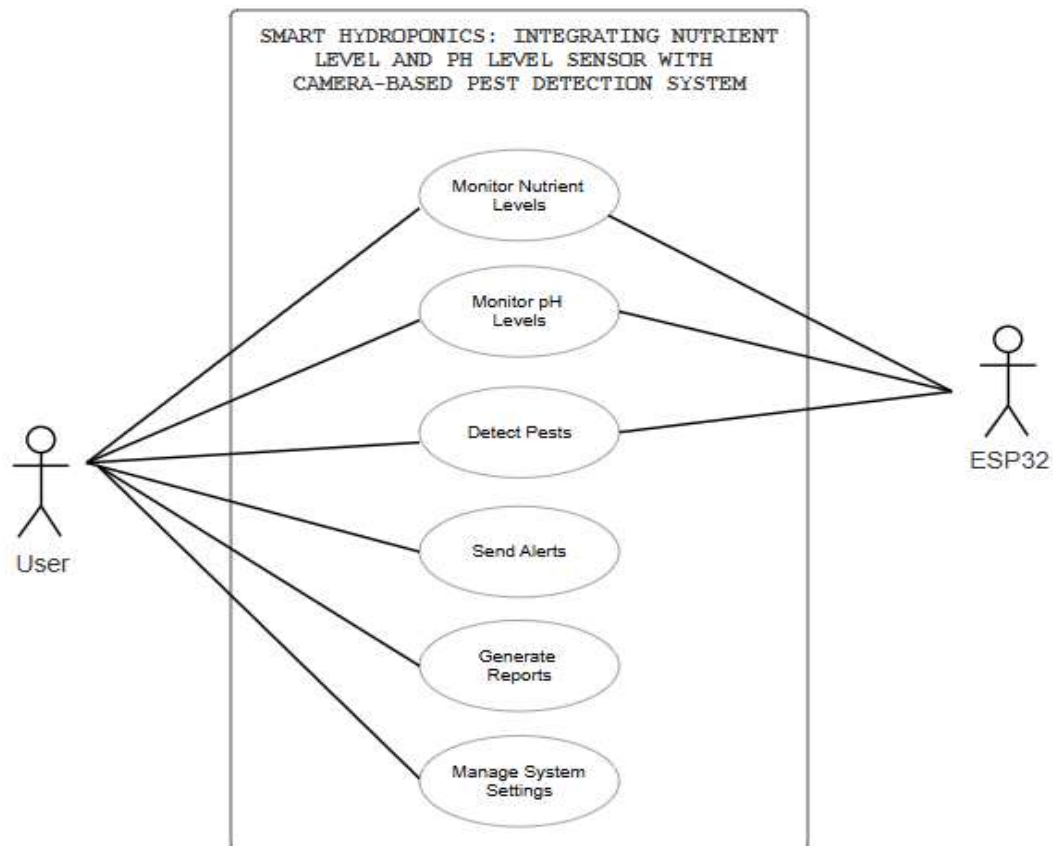 SMART HYDROPONICS: INTEGRATING NUTRIENT
LEVEL AND PH LEVEL SENSOR WITH
CAMERA-BASED PEST DETECTION SYSTEM
Monitor Nutrient
Levels
Monitor pH
Levels
Detect Pests
ESP32
Send Alerts
User
Generate
Reports
Manage System
Settings